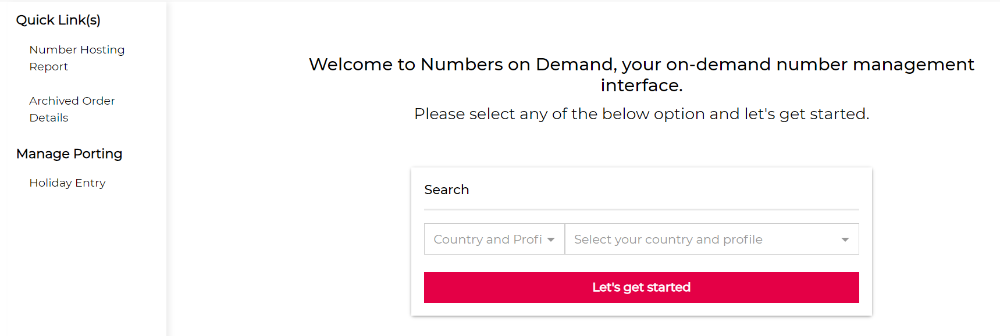 Quick Link(s)
Number Hosting
Report
Archived Order
Details
Manage Porting
Holiday Entry
Welcome to Numbers on Demand, your on-demand number management
interface.
Please select any of the below option and let's get started.
Search
Country and Profi
Select your country and profile
Let's get started